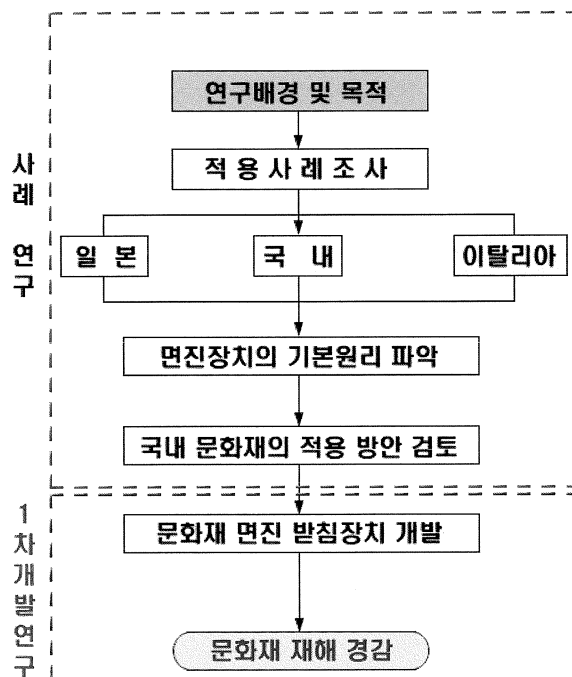 연구배경 및 목적
적 용 사 례 조 사
사례 연구
일 본
국 내
이탈리아
면진장치의 기본원리 파악
국내 문화재의 적용 방안 검토
1차개발연구
문화재 면진 받침장치 개발
문화재 재해 경감